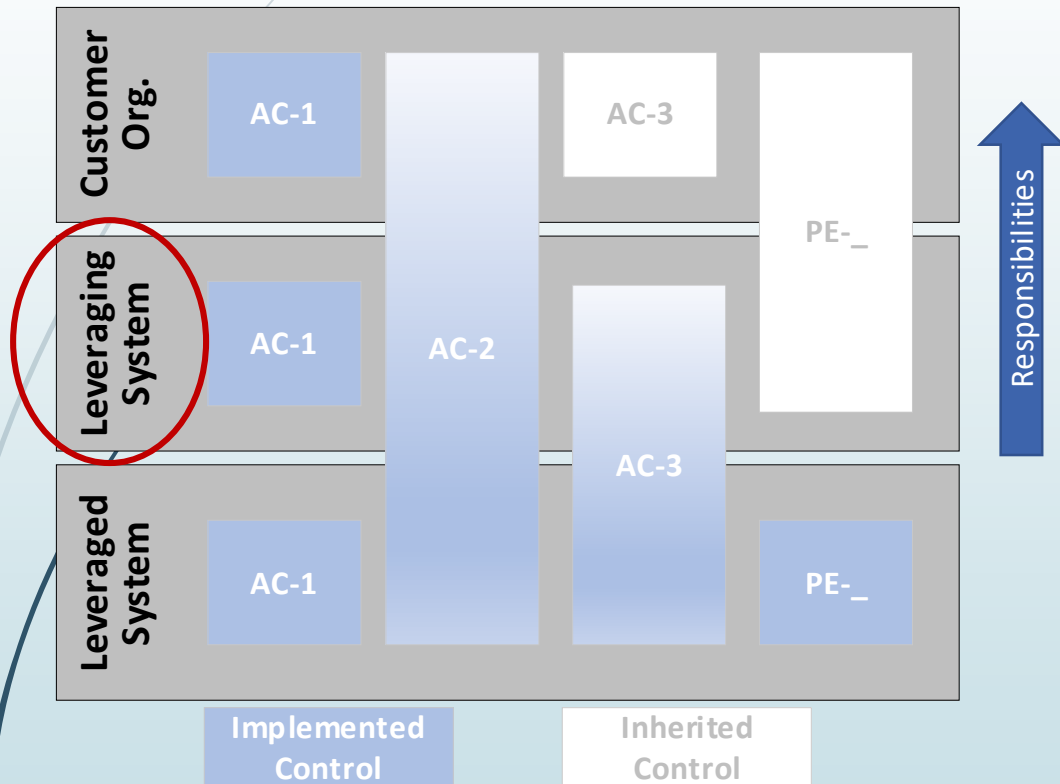 Customer
Org.
AC-1
AC-3
Leveraging
System
AC-1
AC-2
PE-_
Leveraged
System
AC-1
AC-3
PE-_
Responsibilities
Implemented
Control
Inherited
Control